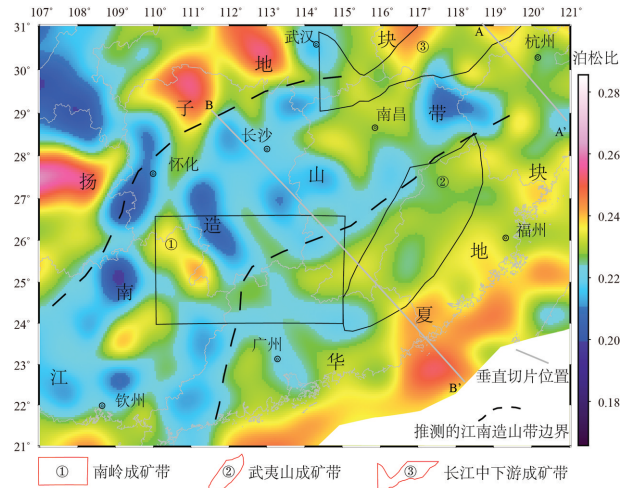 107° 108° 109° 110° 111° 112° 113° 114° 115° 116° 117° 118° 119° 120° 121°
31°
30°
29°
28°
27°
26°
25°
24°
23°
22°
21°
武汉
块
③
A
杭州
地
子
B
南昌
带
长沙
A'
怀化
山
扬
②
块
造
①
福州
地
南
夏
广州
华
江
钦州
B'
垂直切片位置
推测的江南造山带边界
泊松比
0.28
0.26
0.24
0.22
0.20
0.18
① 南岭成矿带 ② 武夷山成矿带 ③ 长江中下游成矿带